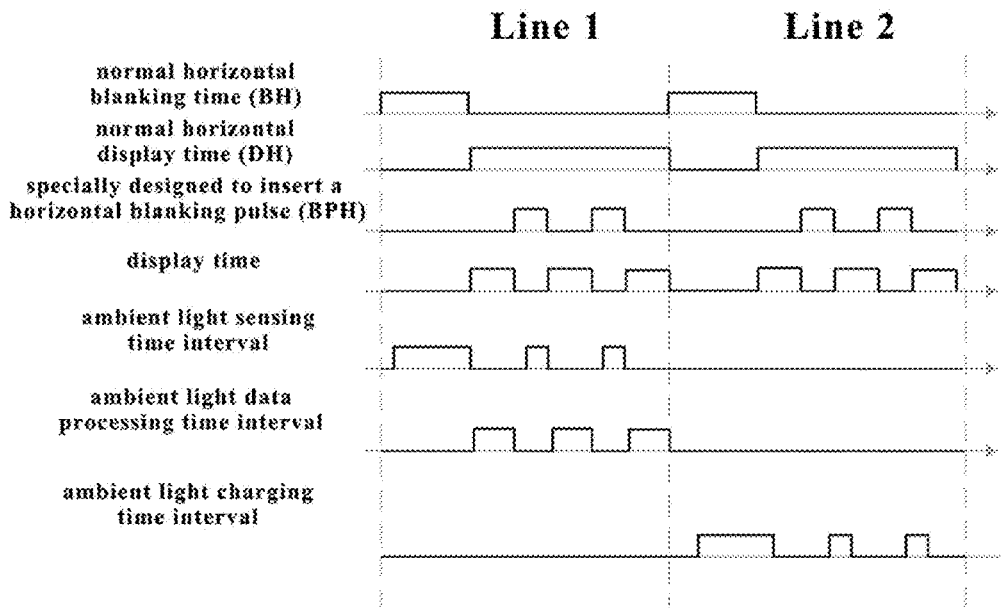 Line 1
Line 2
normal horizontal
blanking time (BH)
normal horizontal
display time (DH)
specially designed to insert a
horizontal blanking pulse (BPH)
display time
ambient light sensing
time interval
ambient light data
processing time interval
ambient light charging
time interval